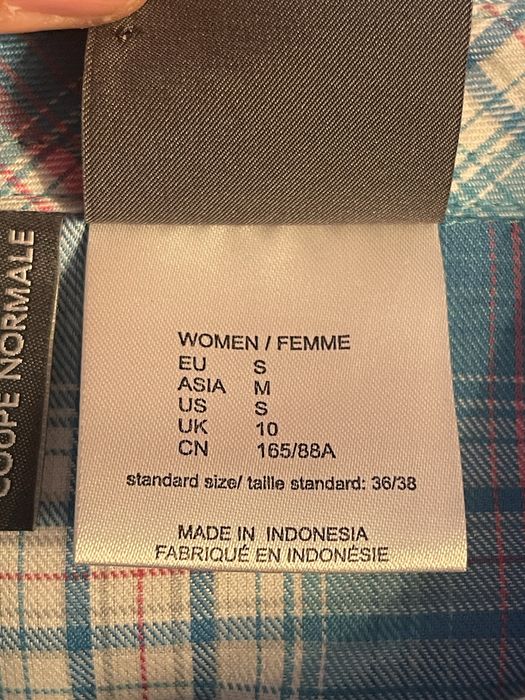 COUPE NORMALE
WOMEN / FEMME
EU S
ASIA M
US S
UK 10
CN 165/88A
standard size/ taille standard: 36/38
MADE IN INDONESIA
FABRIQUÉ EN INDONÉSIE